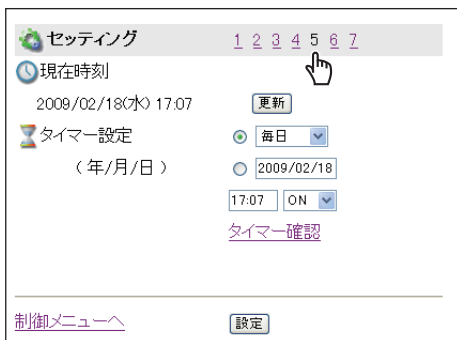 セッティング 1 2 3 4 5 6 7
現在時刻
2009/02/18(水) 17:07 更新
タイマー設定 毎日
(年/月/日) 2009/02/18
17:07 ON
タイマー確認
制御メニューへ 設定